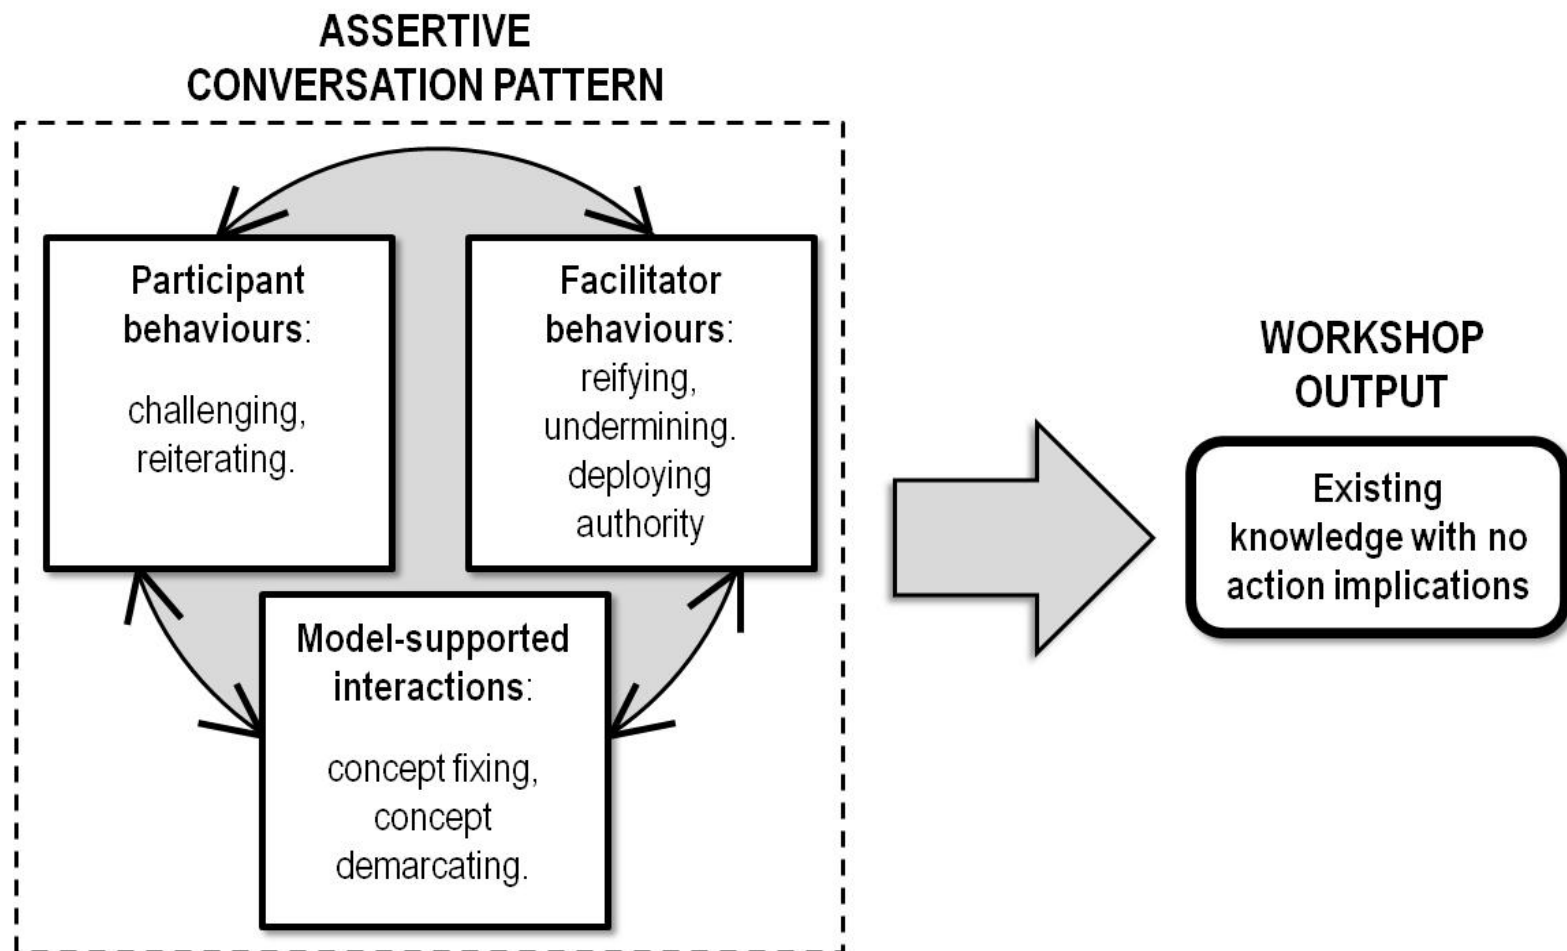 ASSERTIVE
CONVERSATION PATTERN
Participant
behaviours:
challenging,
reiterating.
Facilitator
behaviours:
reifying,
undermining.
deploying
authority
Model-supported
interactions:
concept fixing,
concept
demarcating.
WORKSHOP
OUTPUT
Existing
knowledge with no
action implications